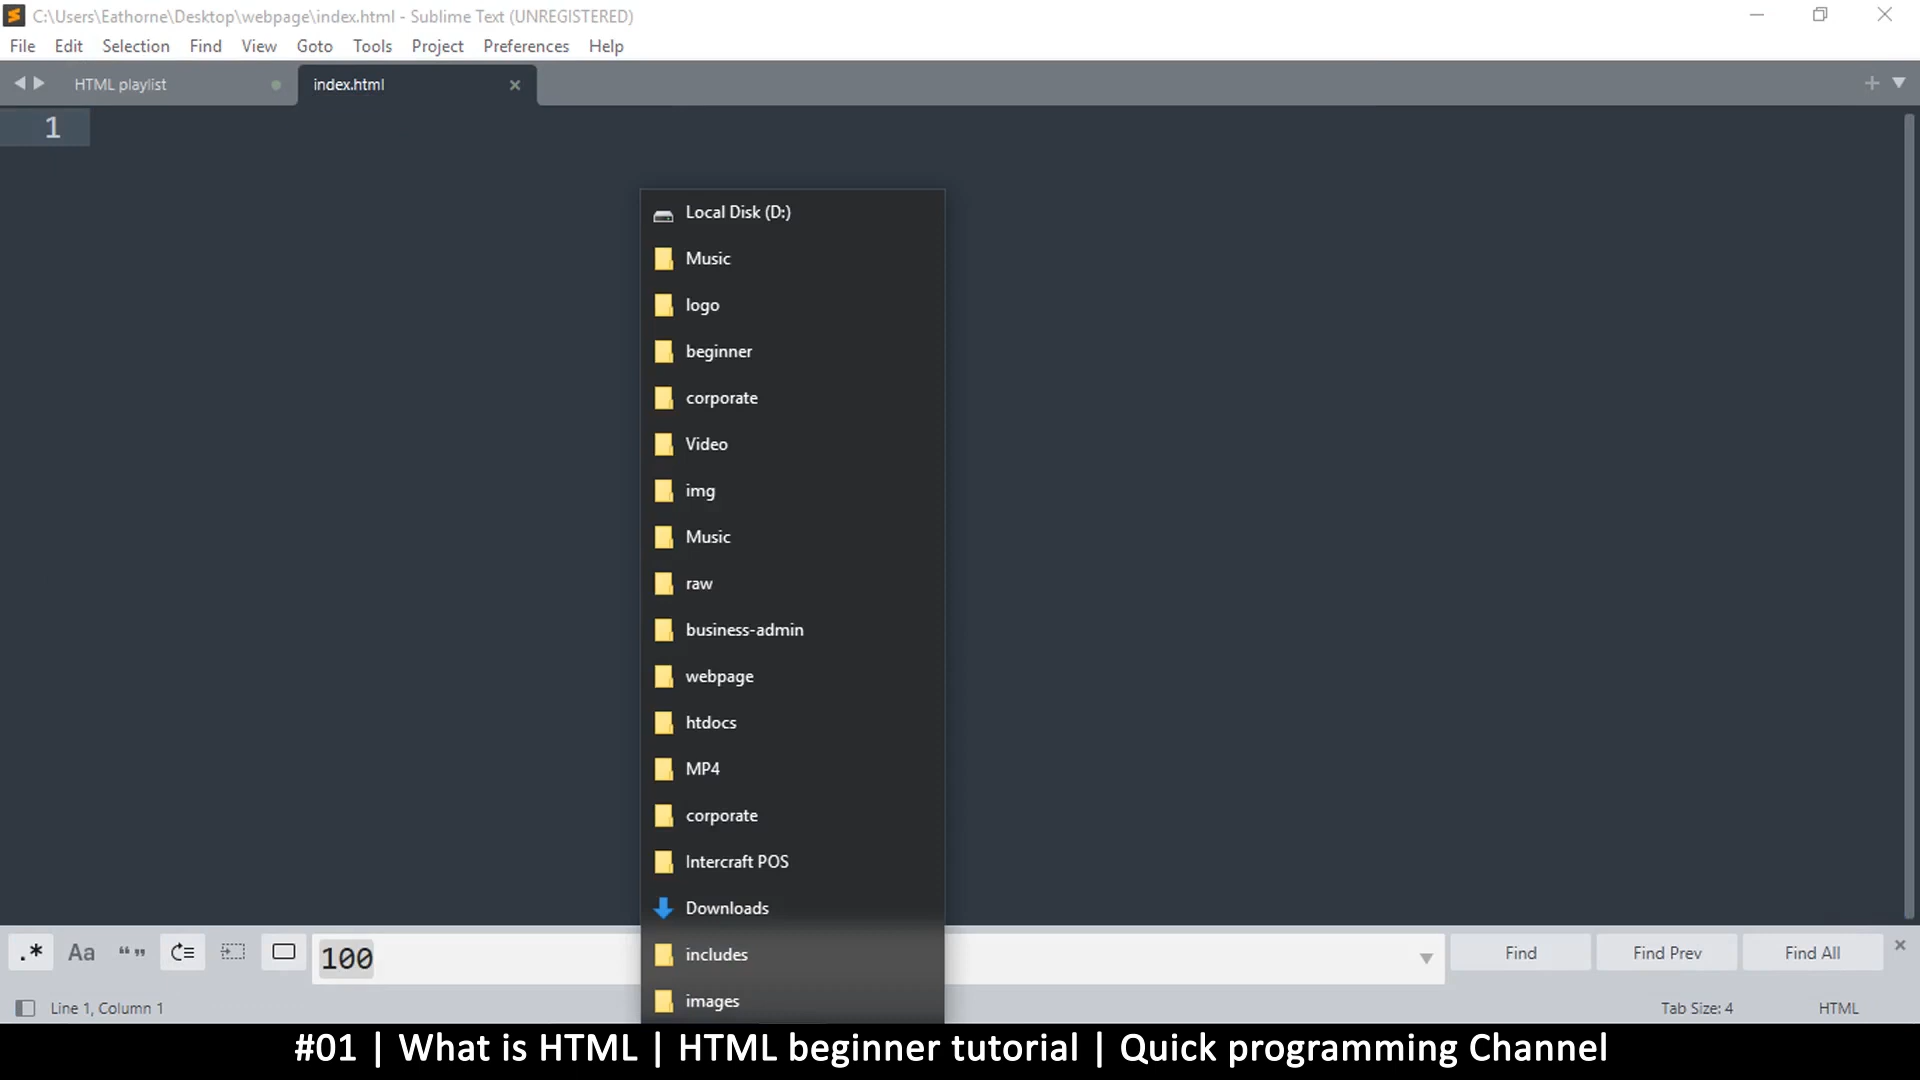 C:\Users\Eathorne\Desktop\webpage\index.html - Sublime Text (UNREGISTERED)
File Edit Selection Find View Goto Tools Project Preferences Help
HTML playlist index.html
1
Local Disk (D:)
Music
logo
beginner
corporate
Video
img
Music
raw
business-admin
webpage
htdocs
MP4
corporate
Intercraft POS
Downloads
includes
images
.* Aa “ ” 100 Find Find Prev Find All
Line 1, Column 1 Tab Size: 4 HTML
#01 | What is HTML | HTML beginner tutorial | Quick programming Channel